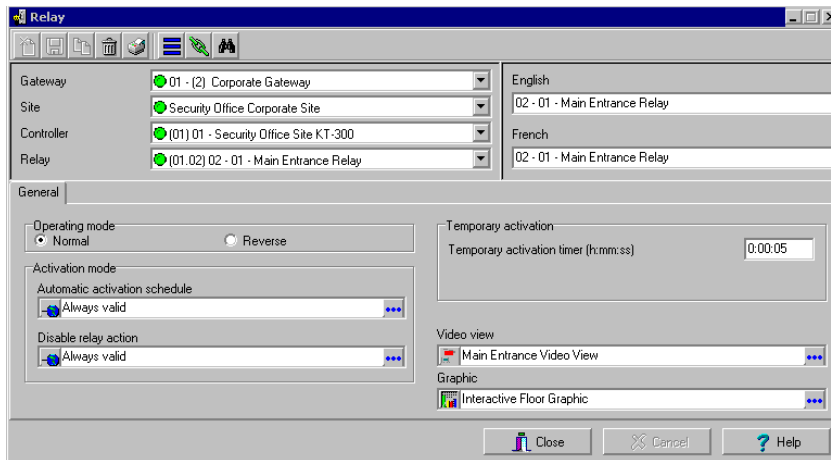 Relay
Gateway
01 - (2) Corporate Gateway
Site
Security Office Corporate Site
Controller
(01) 01 - Security Office Site KT-300
Relay
(01.02) 02 - 01 - Main Entrance Relay
English
02 - 01 - Main Entrance Relay
French
02 - 01 - Main Entrance Relay
General
Operating mode
Normal
Reverse
Activation mode
Automatic activation schedule
Always valid
Disable relay action
Always valid
Temporary activation
Temporary activation timer (h:mm:ss)
0:00:05
Video view
Main Entrance Video View
Graphic
Interactive Floor Graphic
Close
Cancel
Help